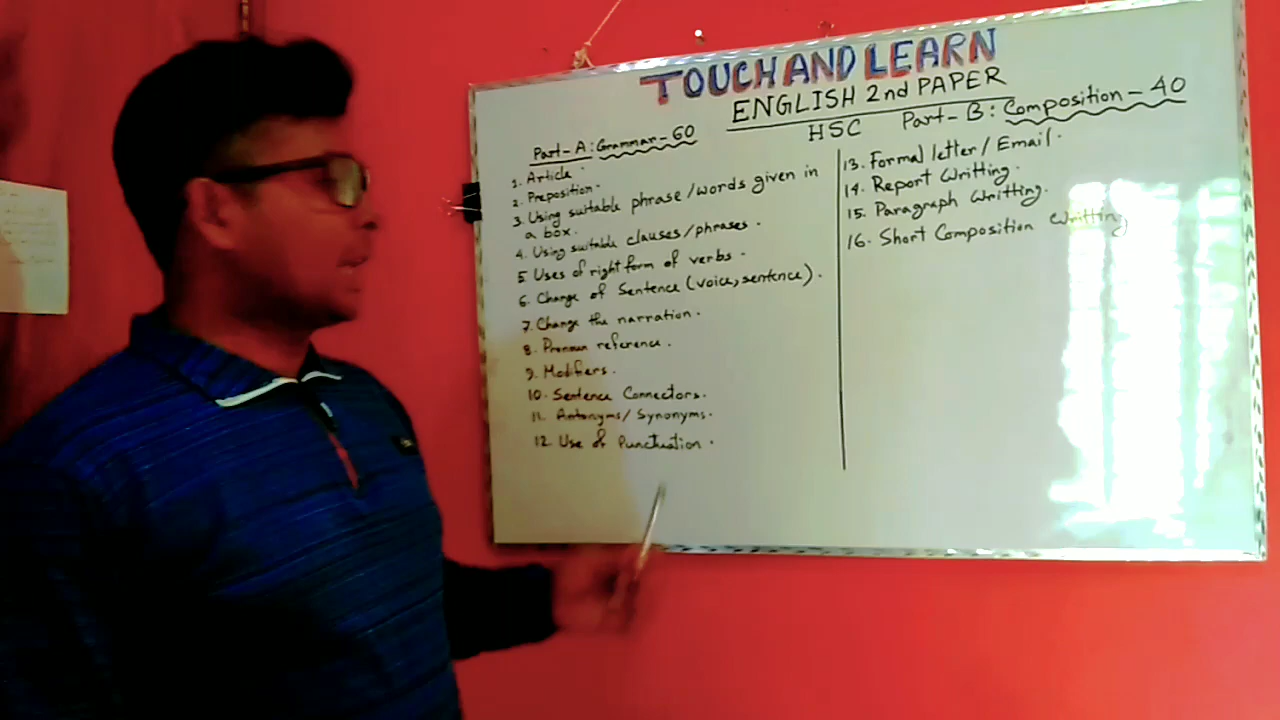 TOUCH AND LEARN
ENGLISH 2nd PAPER
HSC
Part-A: Grammar-60
1. Article.
2. Preposition.
3. Using suitable phrase/words given in
a box.
4. Using suitable clauses/phrases.
5. Uses of right form of verbs.
6. Change of Sentence (voice, sentence).
7. Change the narration.
8. Pronoun reference.
9. Modifiers.
10. Sentence Connectors.
11. Antonyms/Synonyms.
12. Use of Punctuation.
Part-B: Composition-40
13. Formal letter/Email.
14. Report Writting.
15. Paragraph Writting.
16. Short Composition Writting